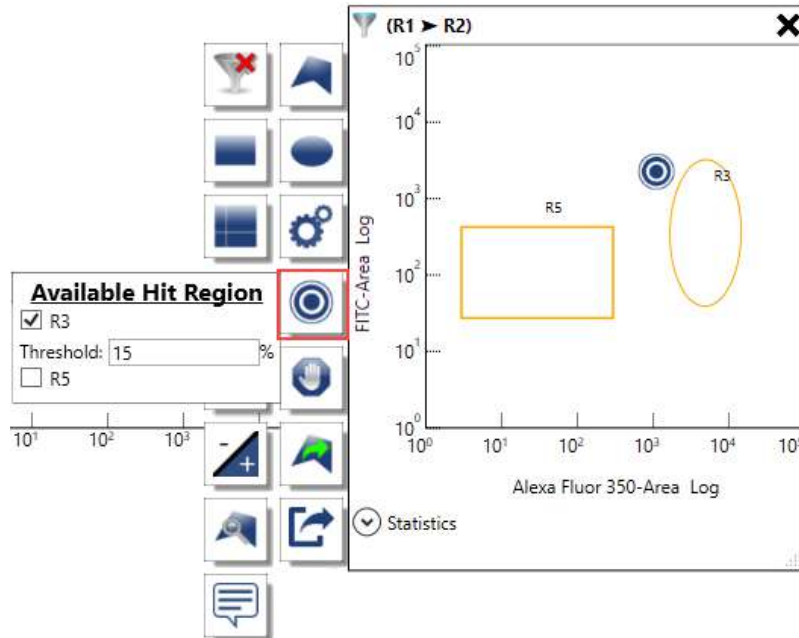 (R1 ➤ R2)
10⁵
10⁴
10³
10²
10¹
10⁰
FITC-Area Log
R5
R3
10⁰ 10¹ 10² 10³ 10⁴ 10⁵
Alexa Fluor 350-Area Log
Statistics
Available Hit Region
R3
Threshold: 15 %
R5
10¹ 10² 10³
- +